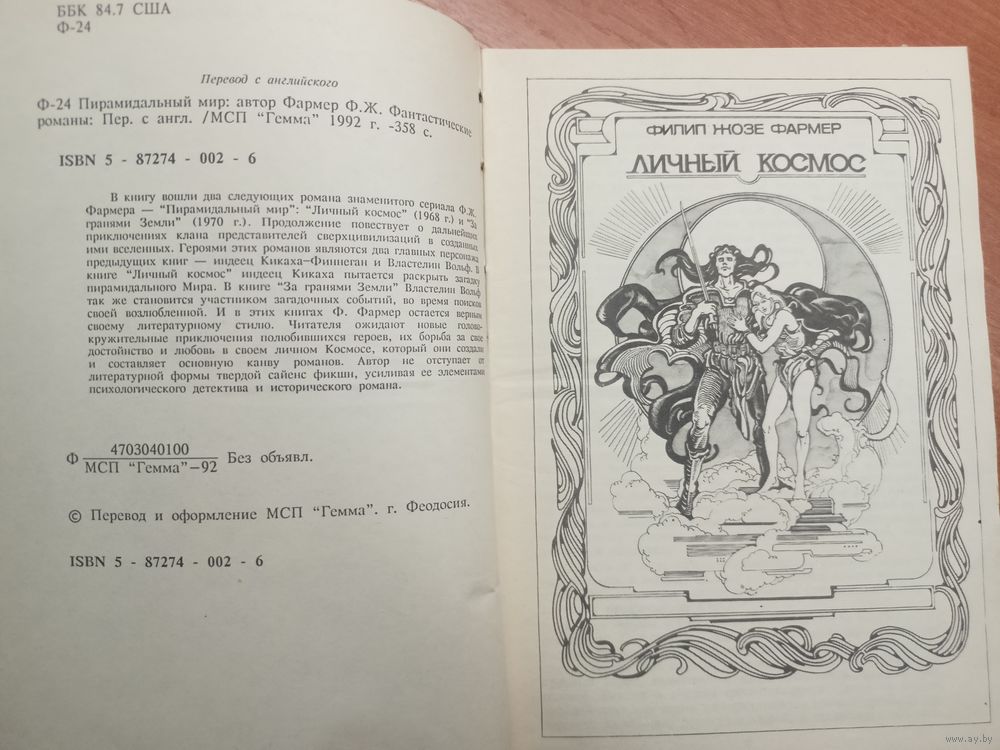 ББК 84.7 США
Ф-24
Перевод с английского
Ф-24 Пирамидальный мир: автор Фармер Ф.Ж. Фантастические
романы: Пер. с англ. /МСП "Гемма" 1992 г. -358 с.
ISBN 5 - 87274 - 002 - 6
В книгу вошли два следующих романа знаменитого сериала Ф.Ж.
Фармера — "Пирамидальный мир": "Личный космос" (1968 г.) и "За
гранями Земли" (1970 г.). Продолжение повествует о дальнейших
приключениях клана представителей сверхцивилизаций в созданных
ими вселенных. Героями этих романов являются два главных персонажа
предыдущих книг — индеец Кикаха-Финнеган и Властелин Вольф. В
книге "Личный космос" индеец Кикаха пытается раскрыть загадку
пирамидального Мира. В книге "За гранями Земли" Властелин Вольф
так же становится участником загадочных событий, во время поисков
своей возлюбленной. И в этих книгах Ф. Фармер остается верным
своему литературному стилю. Читателя ожидают новые голово-
кружительные приключения полюбившихся героев, их борьба за свое
достойнство и любовь в своем личном Космосе, который они создали
и составляет основную канву романов. Автор не отступает от
литературной формы твердой сайенс фикшн, усиливая ее элементами
психологического детектива и исторического романа.
Ф 4703040100
МСП "Гемма"-92 Без объявл.
© Перевод и оформление МСП "Гемма". г. Феодосия.
ISBN 5 - 87274 - 002 - 6
ФИЛИП ЖОЗЕ ФАРМЕР
ЛИЧНЫЙ КОСМОС
www.ay.by